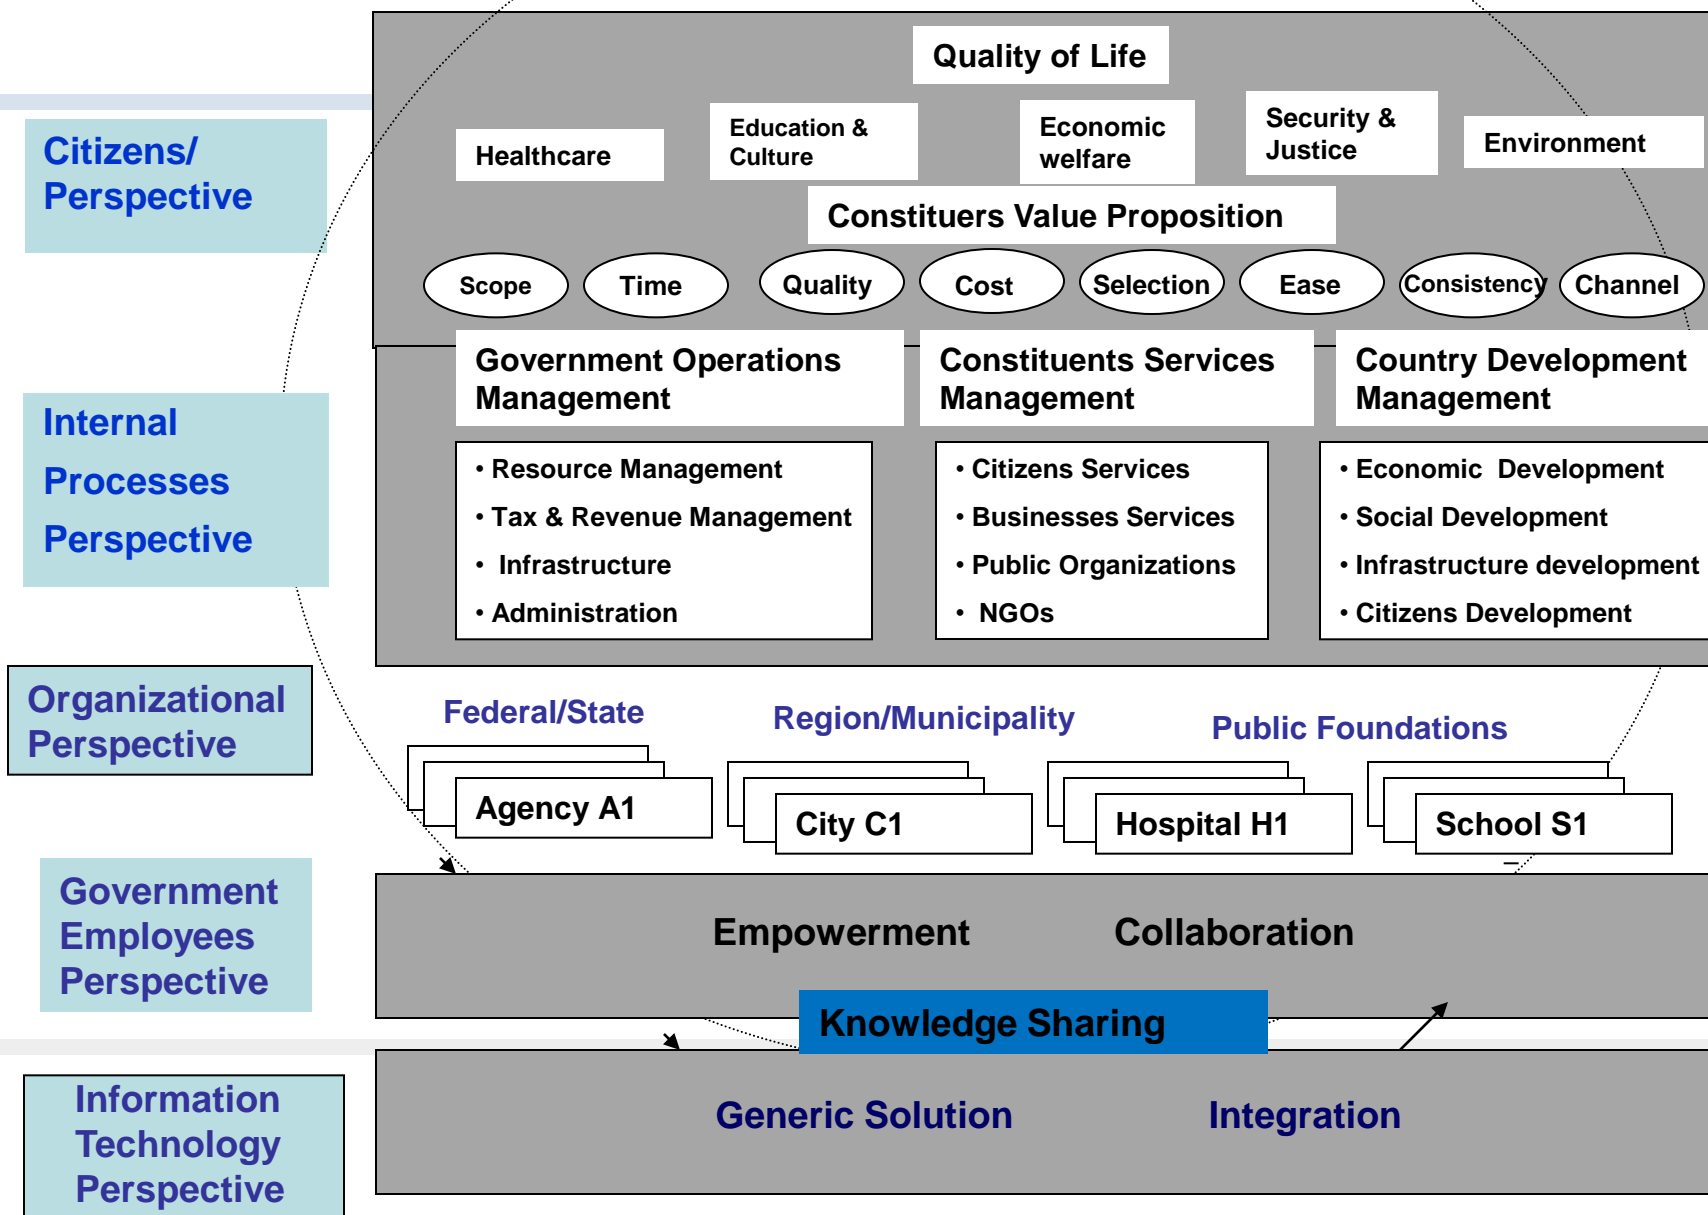 Quality of Life
Citizens/
Perspective
Healthcare
Education &
Culture
Economic
welfare
Security &
Justice
Environment
Constituers Value Proposition
Scope
Time
Quality
Cost
Selection
Ease
Consistency
Channel
Internal
Processes
Perspective
Government Operations
Management
• Resource Management
• Tax & Revenue Management
• Infrastructure
• Administration
Constituents Services
Management
• Citizens Services
• Businesses Services
• Public Organizations
• NGOs
Country Development
Management
• Economic Development
• Social Development
• Infrastructure development
• Citizens Development
Organizational
Perspective
Federal/State
Region/Municipality
Public Foundations
Agency A1
City C1
Hospital H1
School S1
Government
Employees
Perspective
Empowerment
Collaboration
Knowledge Sharing
Information
Technology
Perspective
Generic Solution
Integration